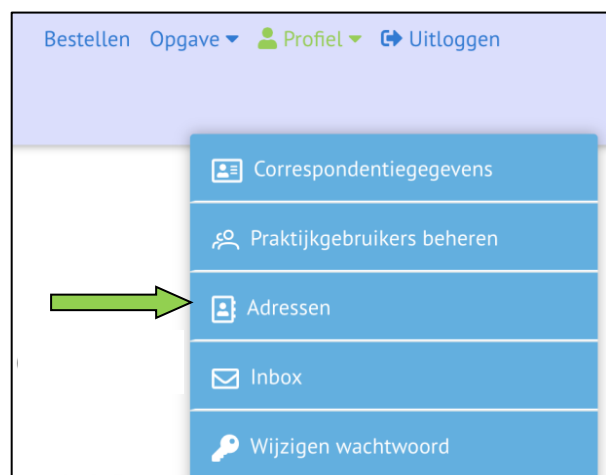 Bestellen Opgave Profiel Uitloggen
Correspondentiegegevens
Praktijkgebruikers beheren
Adressen
Inbox
Wijzigen wachtwoord